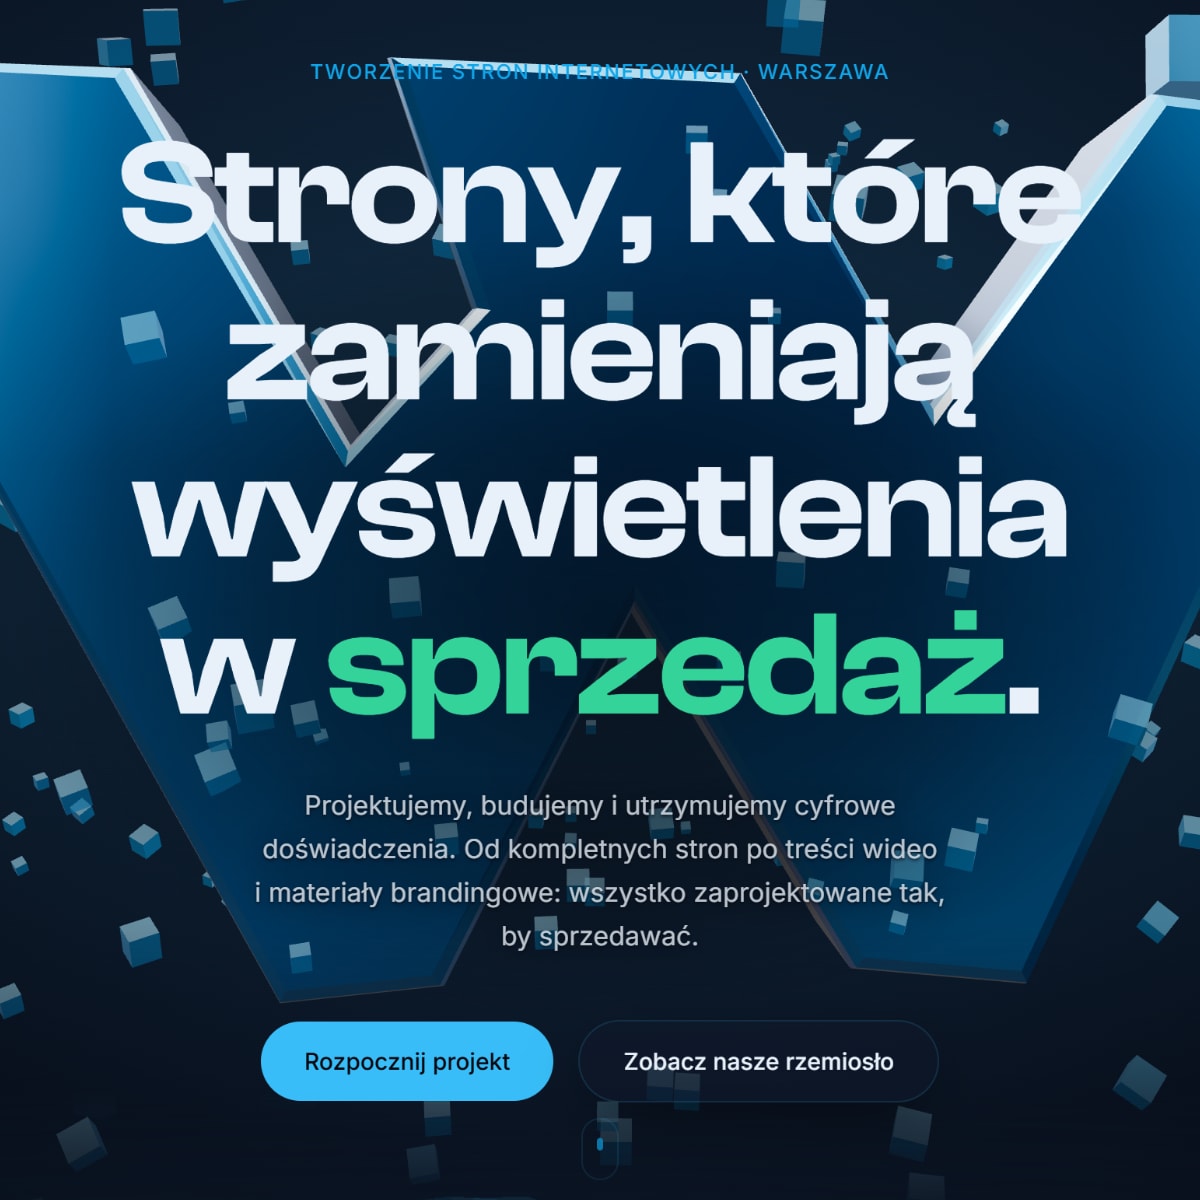 TWORZENIE STRON INTERNETOWYCH · WARSZAWA
Strony, które
zamieniają
wyświetlenia
w sprzedaż.
Projektujemy, budujemy i utrzymujemy cyfrowe
doświadczenia. Od kompletnych stron po treści wideo
i materiały brandingowe: wszystko zaprojektowane tak,
by sprzedawać.
Rozpocznij projekt
Zobacz nasze rzemiosło